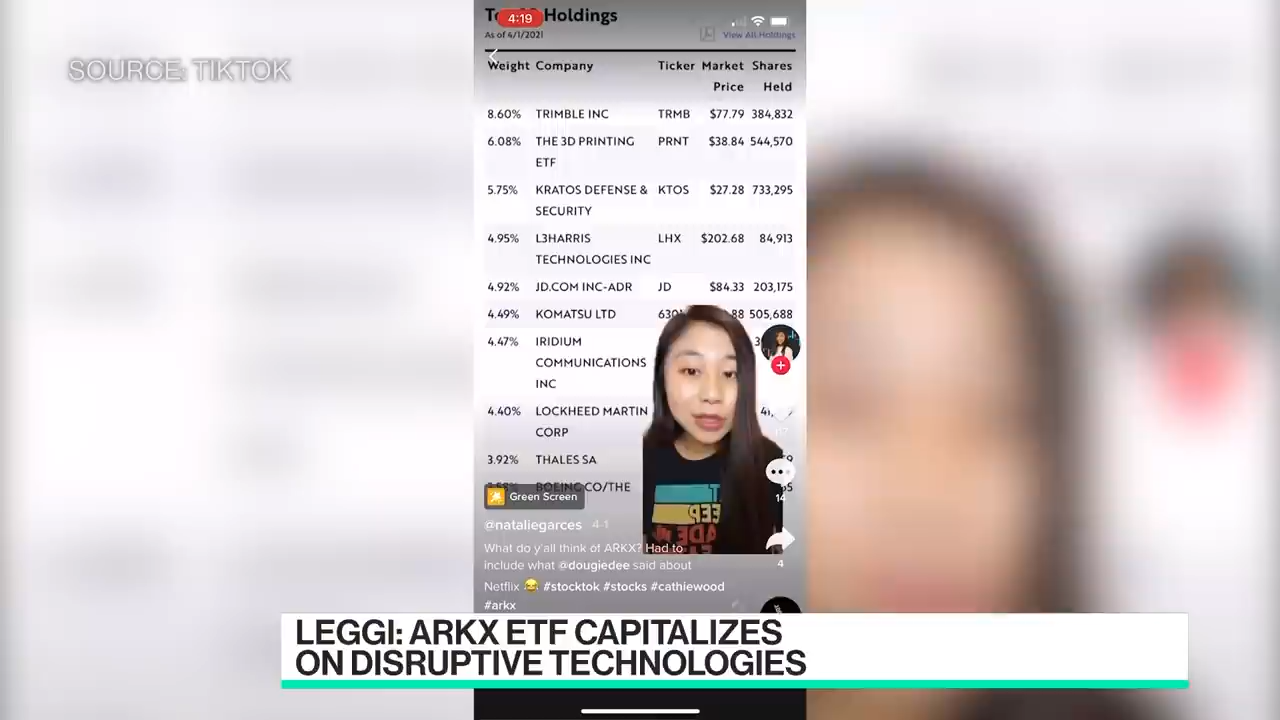 SOURCE: TIKTOK
4:19
Holdings
As of 4/1/2021
View All Holdings
Weight Company Ticker Market Shares
Price Held
8.60% TRIMBLE INC TRMB $77.79 384,832
6.08% THE 3D PRINTING PRNT $38.84 544,570
ETF
5.75% KRATOS DEFENSE & KTOS $27.28 733,295
SECURITY
4.95% L3HARRIS LHX $202.68 84,913
TECHNOLOGIES INC
4.92% JD.COM INC-ADR JD $84.33 203,175
4.49% KOMATSU LTD 505,688
4.47% IRIDIUM
COMMUNICATIONS
INC
4.40% LOCKHEED MARTIN
CORP
3.92% THALES SA
BOEING CO/THE
Green Screen
14
@nataliegarces 4-1
What do y'all think of ARKX? Had to
include what @dougiedee said about
4
Netflix 😂 #stocktok #stocks #cathiewood
#arkx
LEGGI: ARKX ETF CAPITALIZES
ON DISRUPTIVE TECHNOLOGIES